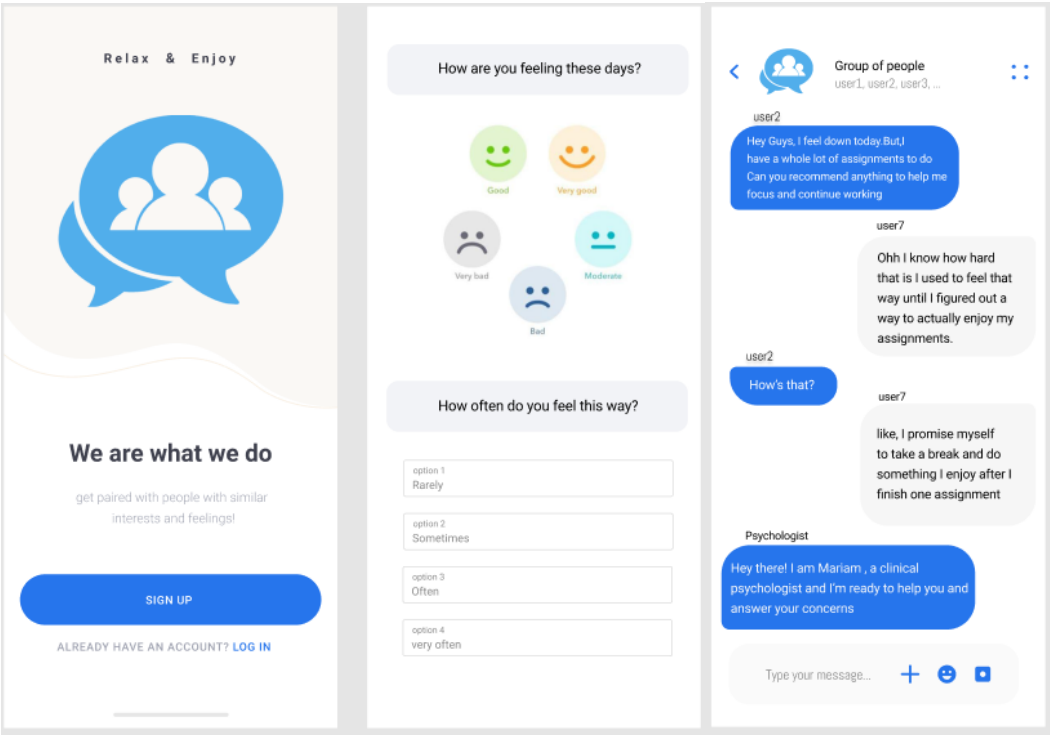 Relax & Enjoy
We are what we do
get paired with people with similar
interests and feelings!
SIGN UP
ALREADY HAVE AN ACCOUNT? LOG IN
How are you feeling these days?
Good
Very good
Very bad
Moderate
Bad
How often do you feel this way?
option 1
Rarely
option 2
Sometimes
option 3
Often
option 4
very often
Group of people
user1, user2, user3, ...
user2
Hey Guys, I feel down today.But,I
have a whole lot of assignments to do
Can you recommend anything to help me
focus and continue working
user7
Ohh I know how hard
that is I used to feel that
way until I figured out a
way to actually enjoy my
assignments.
user2
How's that?
user7
like, I promise myself
to take a break and do
something I enjoy after I
finish one assignment
Psychologist
Hey there! I am Mariam , a clinical
psychologist and I'm ready to help you and
answer your concerns
Type your message...